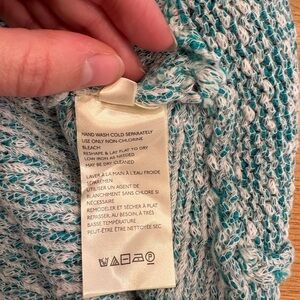 HAND WASH COLD SEPARATELY
USE ONLY NON-CHLORINE
BLEACH
RESHAPE & LAY FLAT TO DRY
LOW IRON AS NEEDED
MAY BE DRY CLEANED
LAVER À LA MAIN À L'EAU FROIDE
SÉPARÉMENT
UTILISER UN AGENT DE
BLANCHIMENT SANS CHLORE SI
NÉCESSAIRE
REMODELER ET SÉCHER À PLAT
REPASSER, AU BESOIN, À TRÈS
BASSE TEMPÉRATURE
PEUT-ÊTRE ÊTRE NETTOYÉE SEC